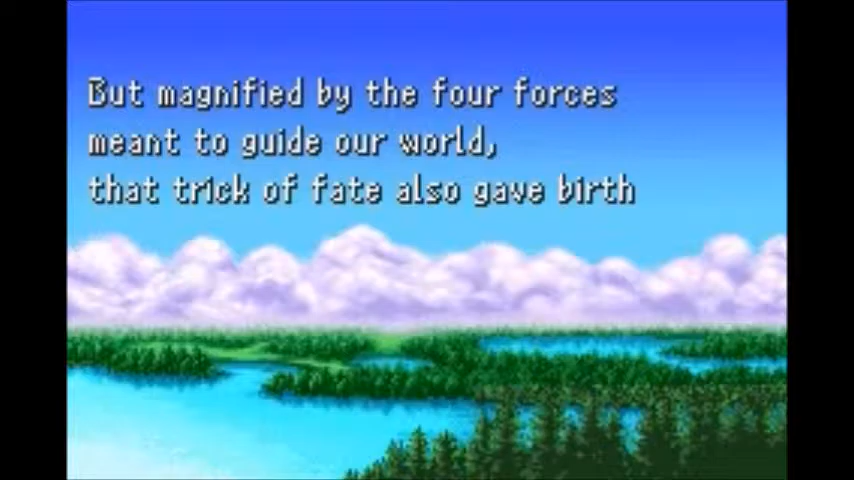 But magnified by the four forces
meant to guide our world,
that trick of fate also gave birth